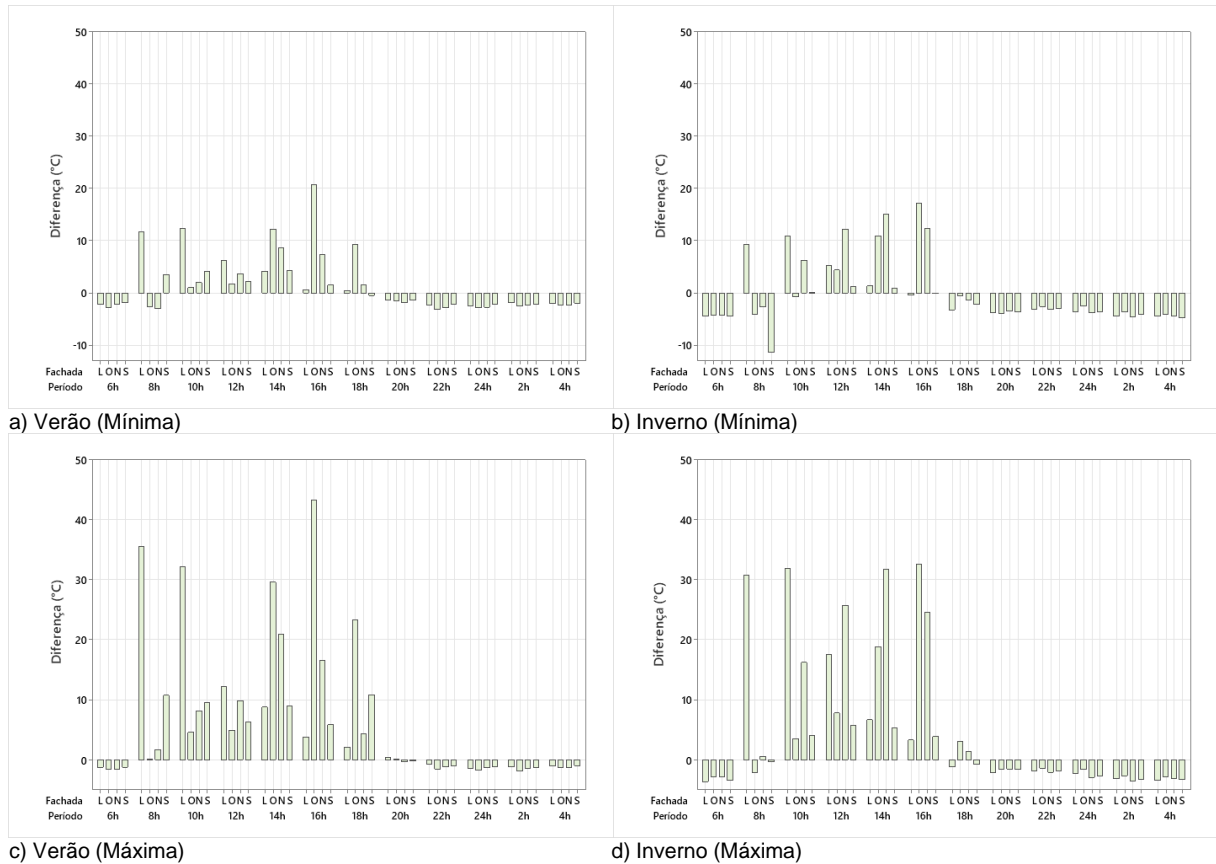 50
40
30
20
10
0
-10
Diferença (°C)
Fachada L O N S L O N S L O N S L O N S L O N S L O N S L O N S L O N S L O N S L O N S L O N S L O N S
Período 6h 8h 10h 12h 14h 16h 18h 20h 22h 24h 2h 4h
a) Verão (Mínima)
50
40
30
20
10
0
-10
Diferença (°C)
Fachada L O N S L O N S L O N S L O N S L O N S L O N S L O N S L O N S L O N S L O N S L O N S L O N S
Período 6h 8h 10h 12h 14h 16h 18h 20h 22h 24h 2h 4h
b) Inverno (Mínima)
50
40
30
20
10
0
Diferença (°C)
Fachada L O N S L O N S L O N S L O N S L O N S L O N S L O N S L O N S L O N S L O N S L O N S L O N S
Período 6h 8h 10h 12h 14h 16h 18h 20h 22h 24h 2h 4h
c) Verão (Máxima)
50
40
30
20
10
0
Diferença (°C)
Fachada L O N S L O N S L O N S L O N S L O N S L O N S L O N S L O N S L O N S L O N S L O N S L O N S
Período 6h 8h 10h 12h 14h 16h 18h 20h 22h 24h 2h 4h
d) Inverno (Máxima)